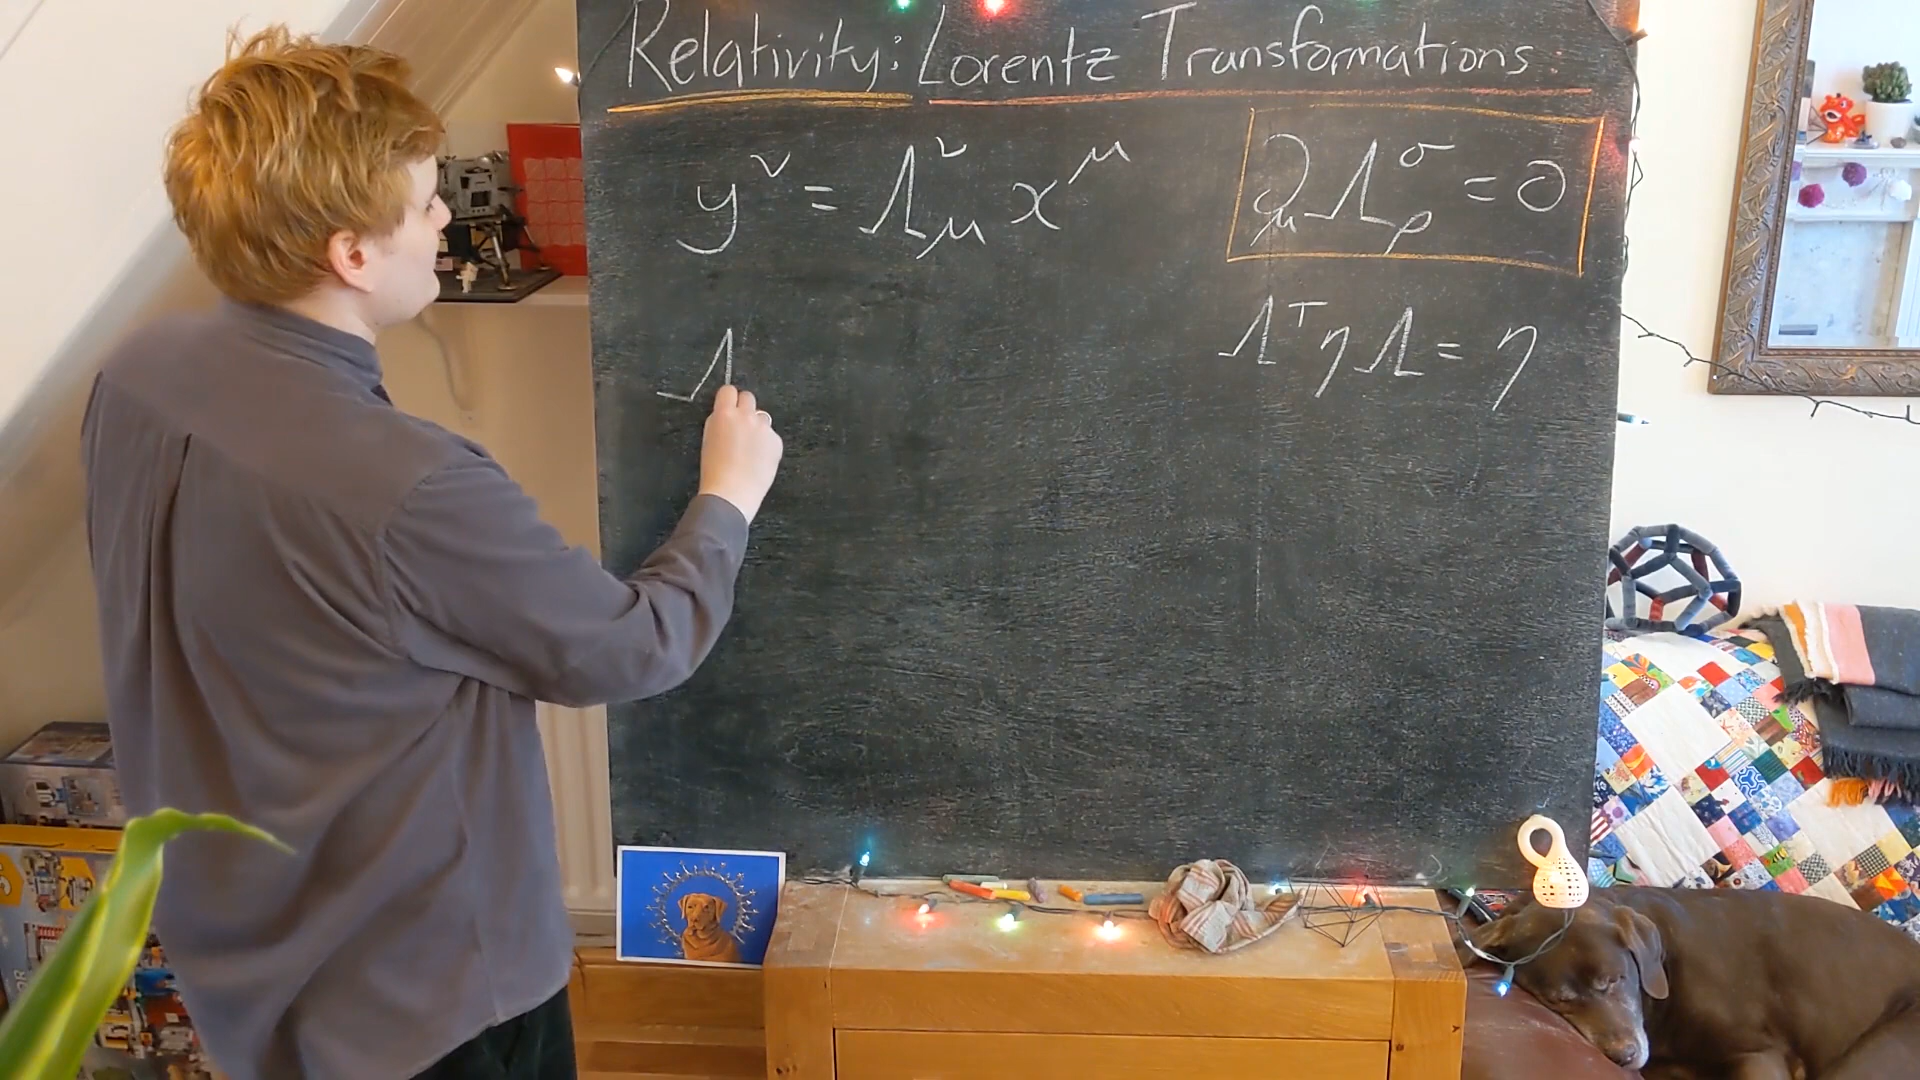 Relativity: Lorentz Transformations
y^ν = Λ^ν_μ x^μ
∂_μ Λ^σ_ρ = 0
Λ^T η Λ = η
Λ